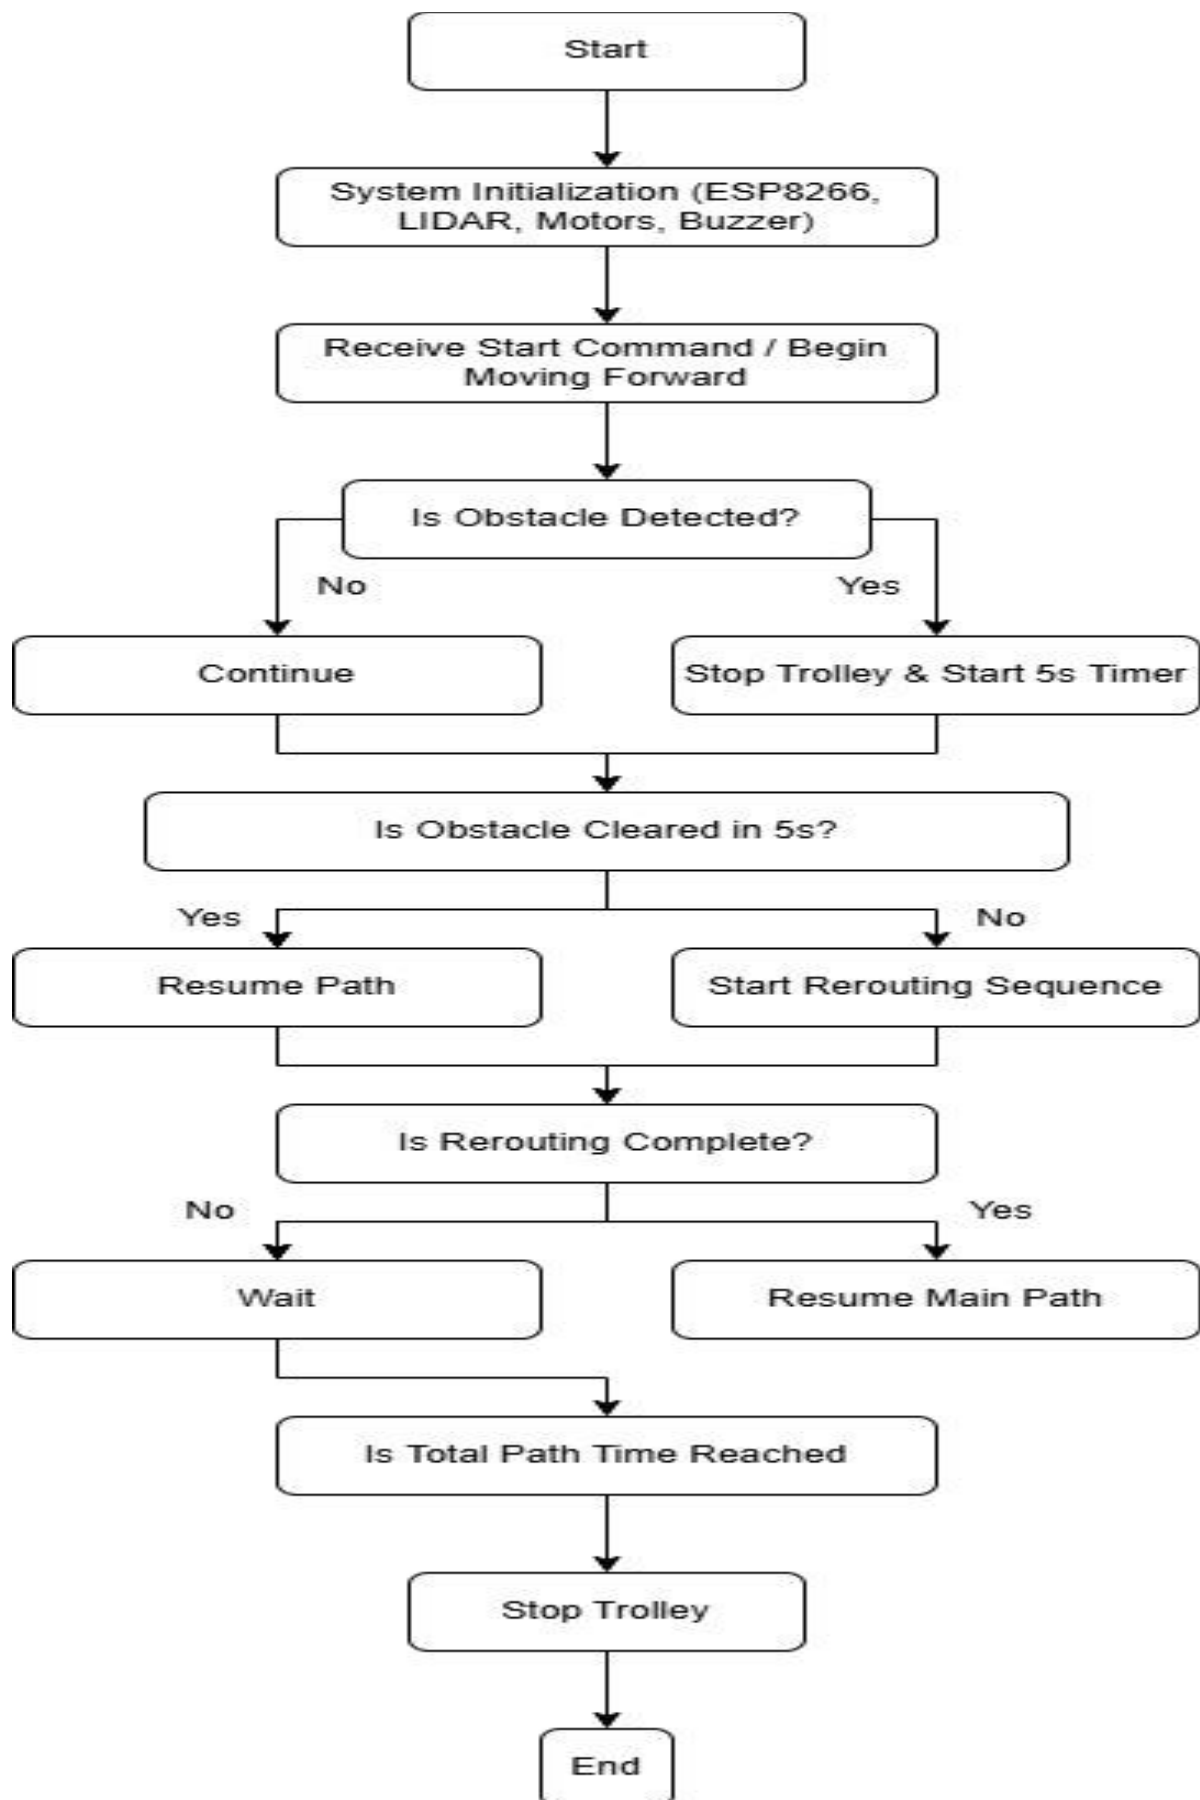 Start
System Initialization (ESP8266,
LIDAR, Motors, Buzzer)
Receive Start Command / Begin
Moving Forward
Is Obstacle Detected?
No
Yes
Continue
Stop Trolley & Start 5s Timer
Is Obstacle Cleared in 5s?
Yes
No
Resume Path
Start Rerouting Sequence
Is Rerouting Complete?
No
Yes
Wait
Resume Main Path
Is Total Path Time Reached
Stop Trolley
End